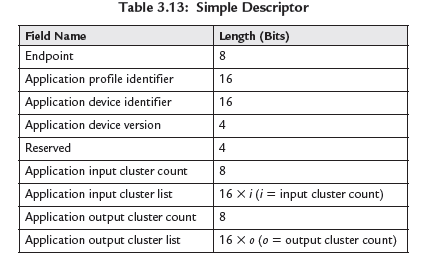 Table 3.13: Simple Descriptor
Field Name Length (Bits)
Endpoint 8
Application profile identifier 16
Application device identifier 16
Application device version 4
Reserved 4
Application input cluster count 8
Application input cluster list 16 × i (i = input cluster count)
Application output cluster count 8
Application output cluster list 16 × o (o = output cluster count)